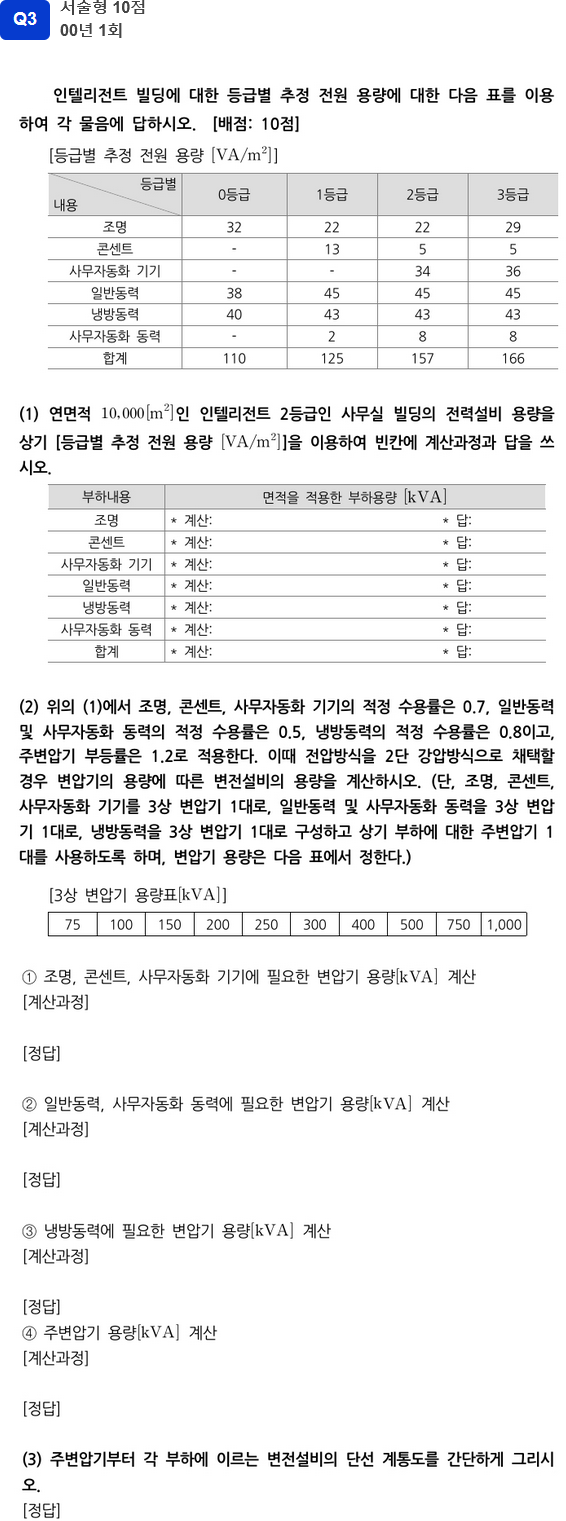 Q3
서술형 10점
00년 1회
인텔리전트 빌딩에 대한 등급별 추정 전원 용량에 대한 다음 표를 이용
하여 각 물음에 답하시오. [배점: 10점]
[등급별 추정 전원 용량 [VA/m²]]
등급별
내용
0등급 1등급 2등급 3등급
조명 32 22 22 29
콘센트 - 13 5 5
사무자동화 기기 - - 34 36
일반동력 38 45 45 45
냉방동력 40 43 43 43
사무자동화 동력 - 2 8 8
합계 110 125 157 166
(1) 연면적 10,000[m²]인 인텔리전트 2등급인 사무실 빌딩의 전력설비 용량을
상기 [등급별 추정 전원 용량 [VA/m²]]을 이용하여 빈칸에 계산과정과 답을 쓰
시오.
부하내용 면적을 적용한 부하용량 [kVA]
조명 * 계산: * 답:
콘센트 * 계산: * 답:
사무자동화 기기 * 계산: * 답:
일반동력 * 계산: * 답:
냉방동력 * 계산: * 답:
사무자동화 동력 * 계산: * 답:
합계 * 계산: * 답:
(2) 위의 (1)에서 조명, 콘센트, 사무자동화 기기의 적정 수용률은 0.7, 일반동력
및 사무자동화 동력의 적정 수용률은 0.5, 냉방동력의 적정 수용률은 0.8이고,
주변압기 부등률은 1.2로 적용한다. 이때 전압방식을 2단 강압방식으로 채택할
경우 변압기의 용량에 따른 변전설비의 용량을 계산하시오. (단, 조명, 콘센트,
사무자동화 기기를 3상 변압기 1대로, 일반동력 및 사무자동화 동력을 3상 변압
기 1대로, 냉방동력을 3상 변압기 1대로 구성하고 상기 부하에 대한 주변압기 1
대를 사용하도록 하며, 변압기 용량은 다음 표에서 정한다.)
[3상 변압기 용량표[kVA]]
75 100 150 200 250 300 400 500 750 1,000
① 조명, 콘센트, 사무자동화 기기에 필요한 변압기 용량[kVA] 계산
[계산과정]
[정답]
② 일반동력, 사무자동화 동력에 필요한 변압기 용량[kVA] 계산
[계산과정]
[정답]
③ 냉방동력에 필요한 변압기 용량[kVA] 계산
[계산과정]
[정답]
④ 주변압기 용량[kVA] 계산
[계산과정]
[정답]
(3) 주변압기부터 각 부하에 이르는 변전설비의 단선 계통도를 간단하게 그리시
오.
[정답]